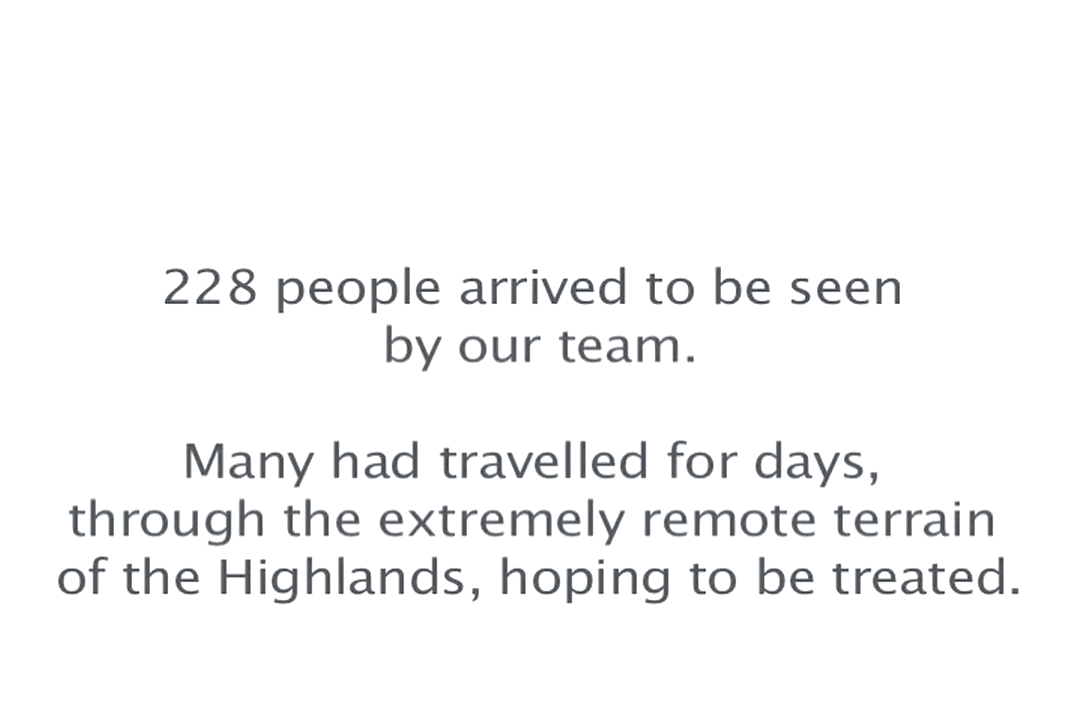 228 people arrived to be seen
by our team.
Many had travelled for days,
through the extremely remote terrain
of the Highlands, hoping to be treated.